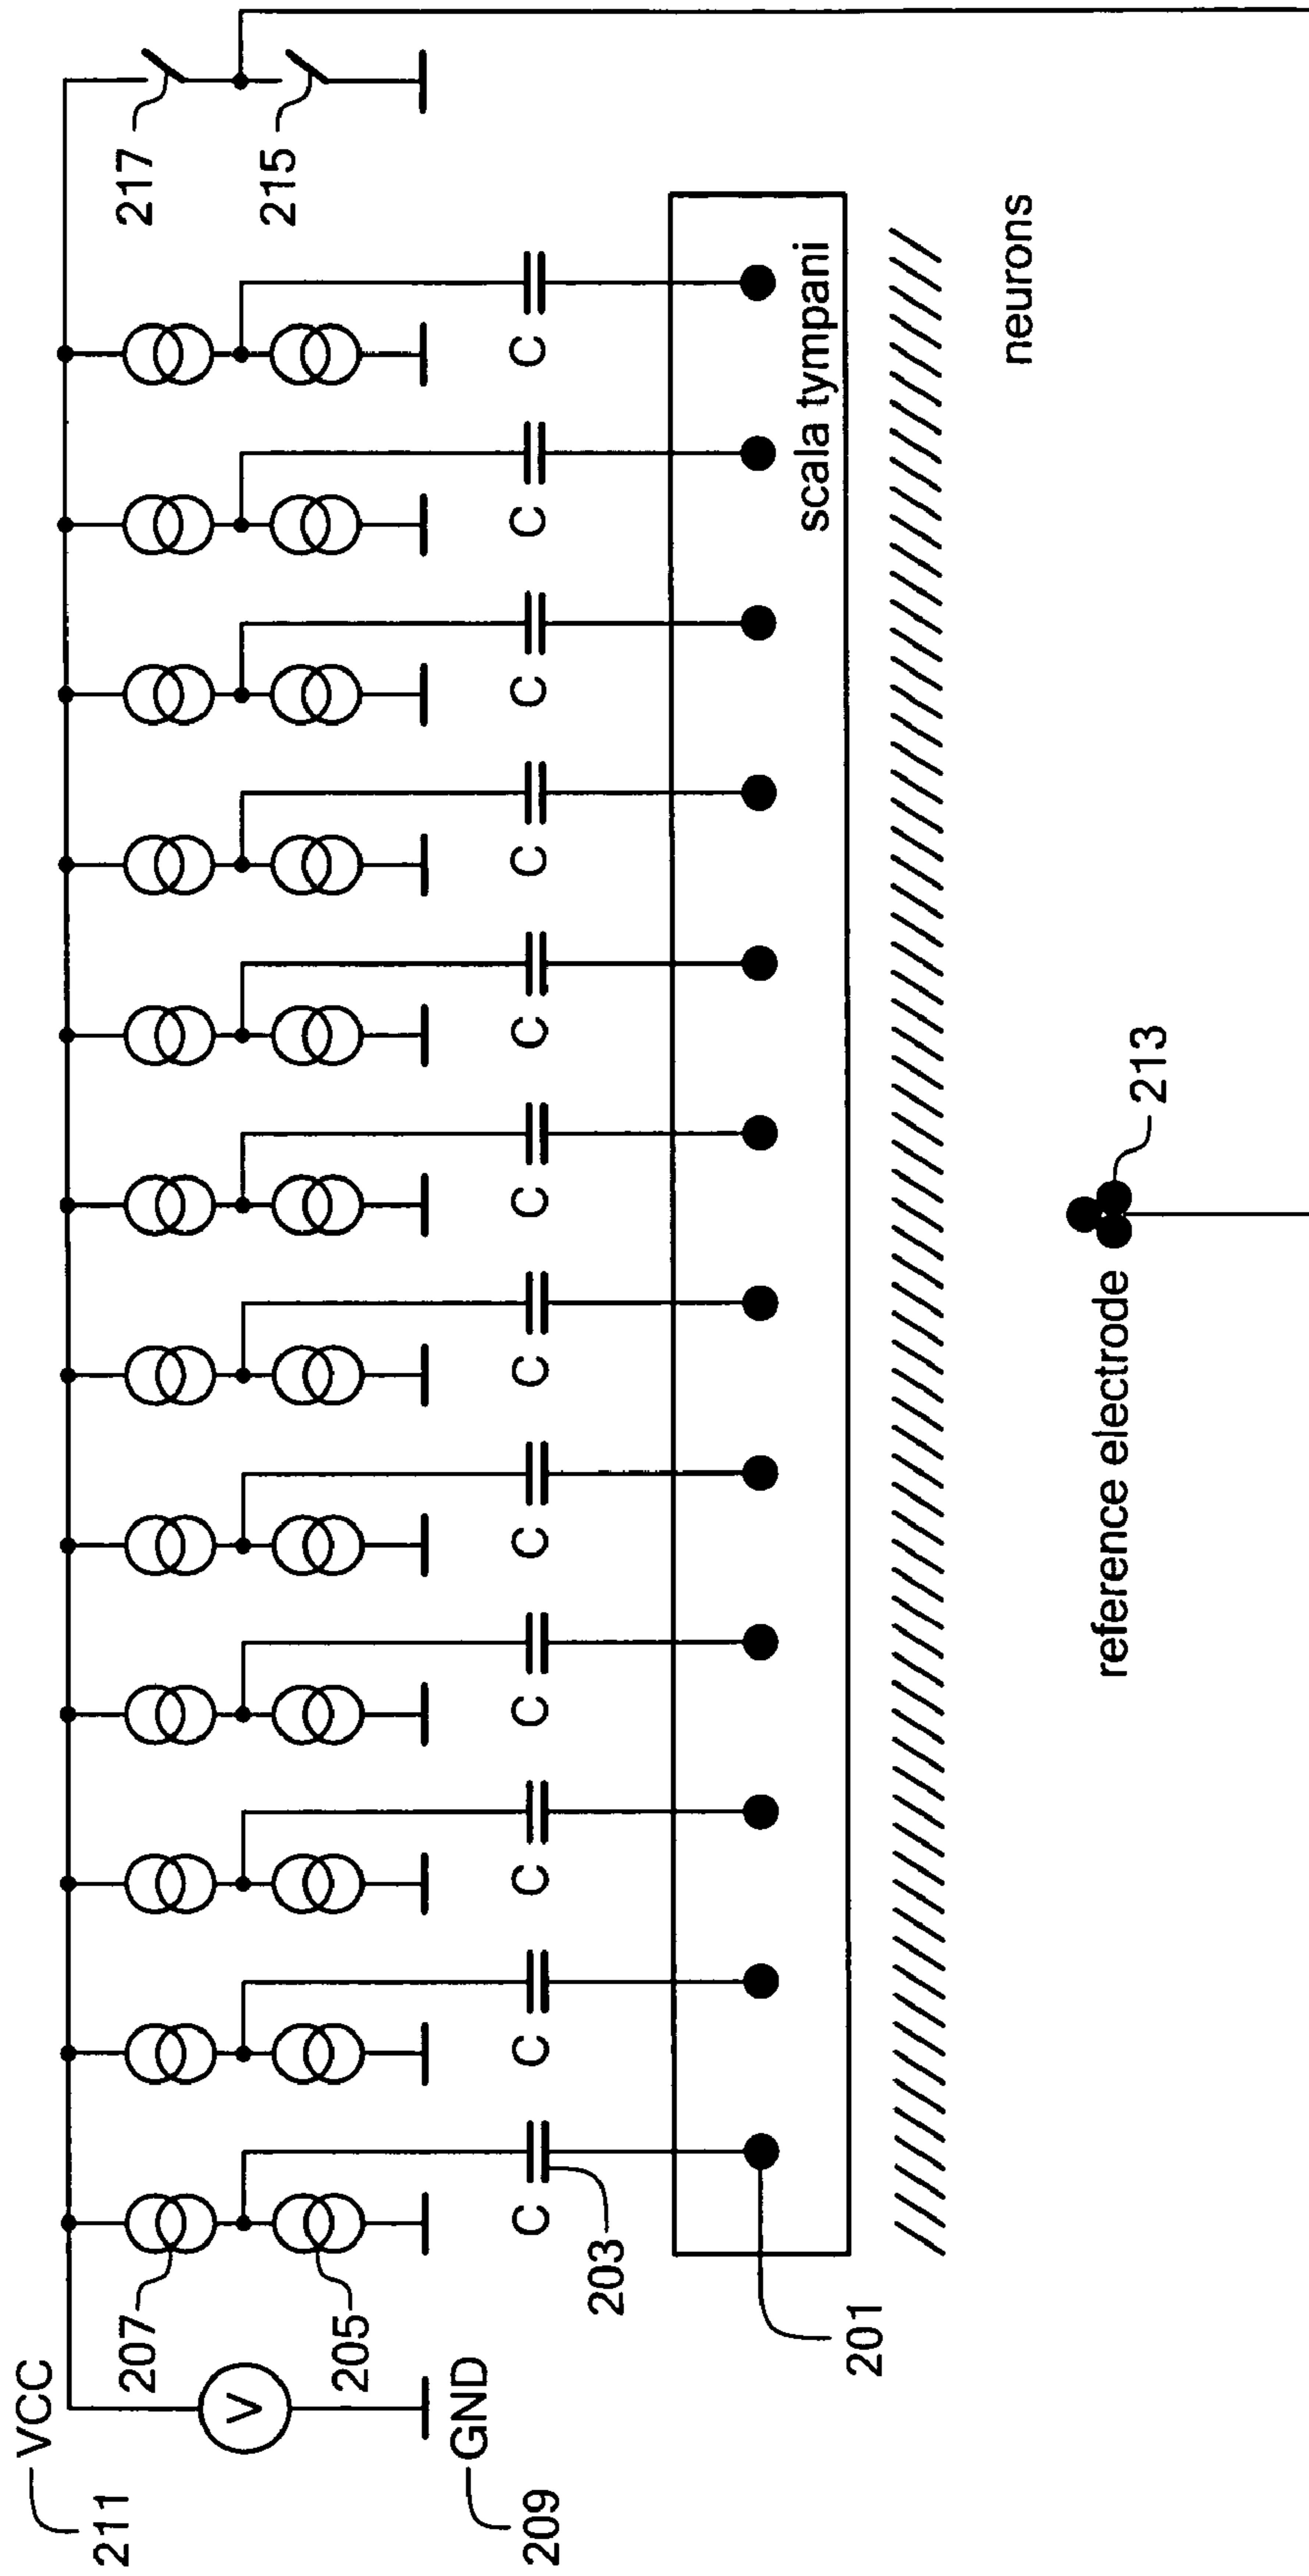 VCC
211
217
215
207
205
GND
209
C C C C C C C C C C C C
203
scala tympani
201
neurons
reference electrode
213